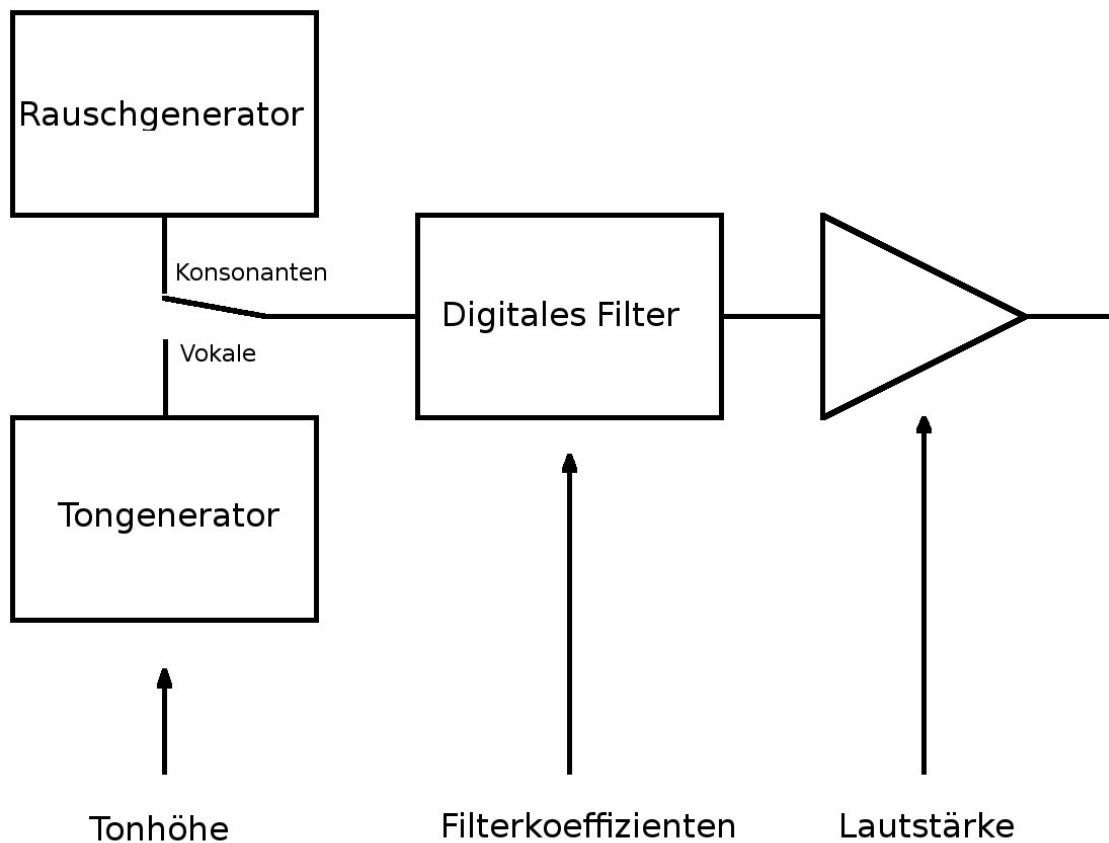 Rauschgenerator
Konsonanten
Digitales Filter
Vokale
Tongenerator
Tonhöhe
Filterkoeffizienten
Lautstärke